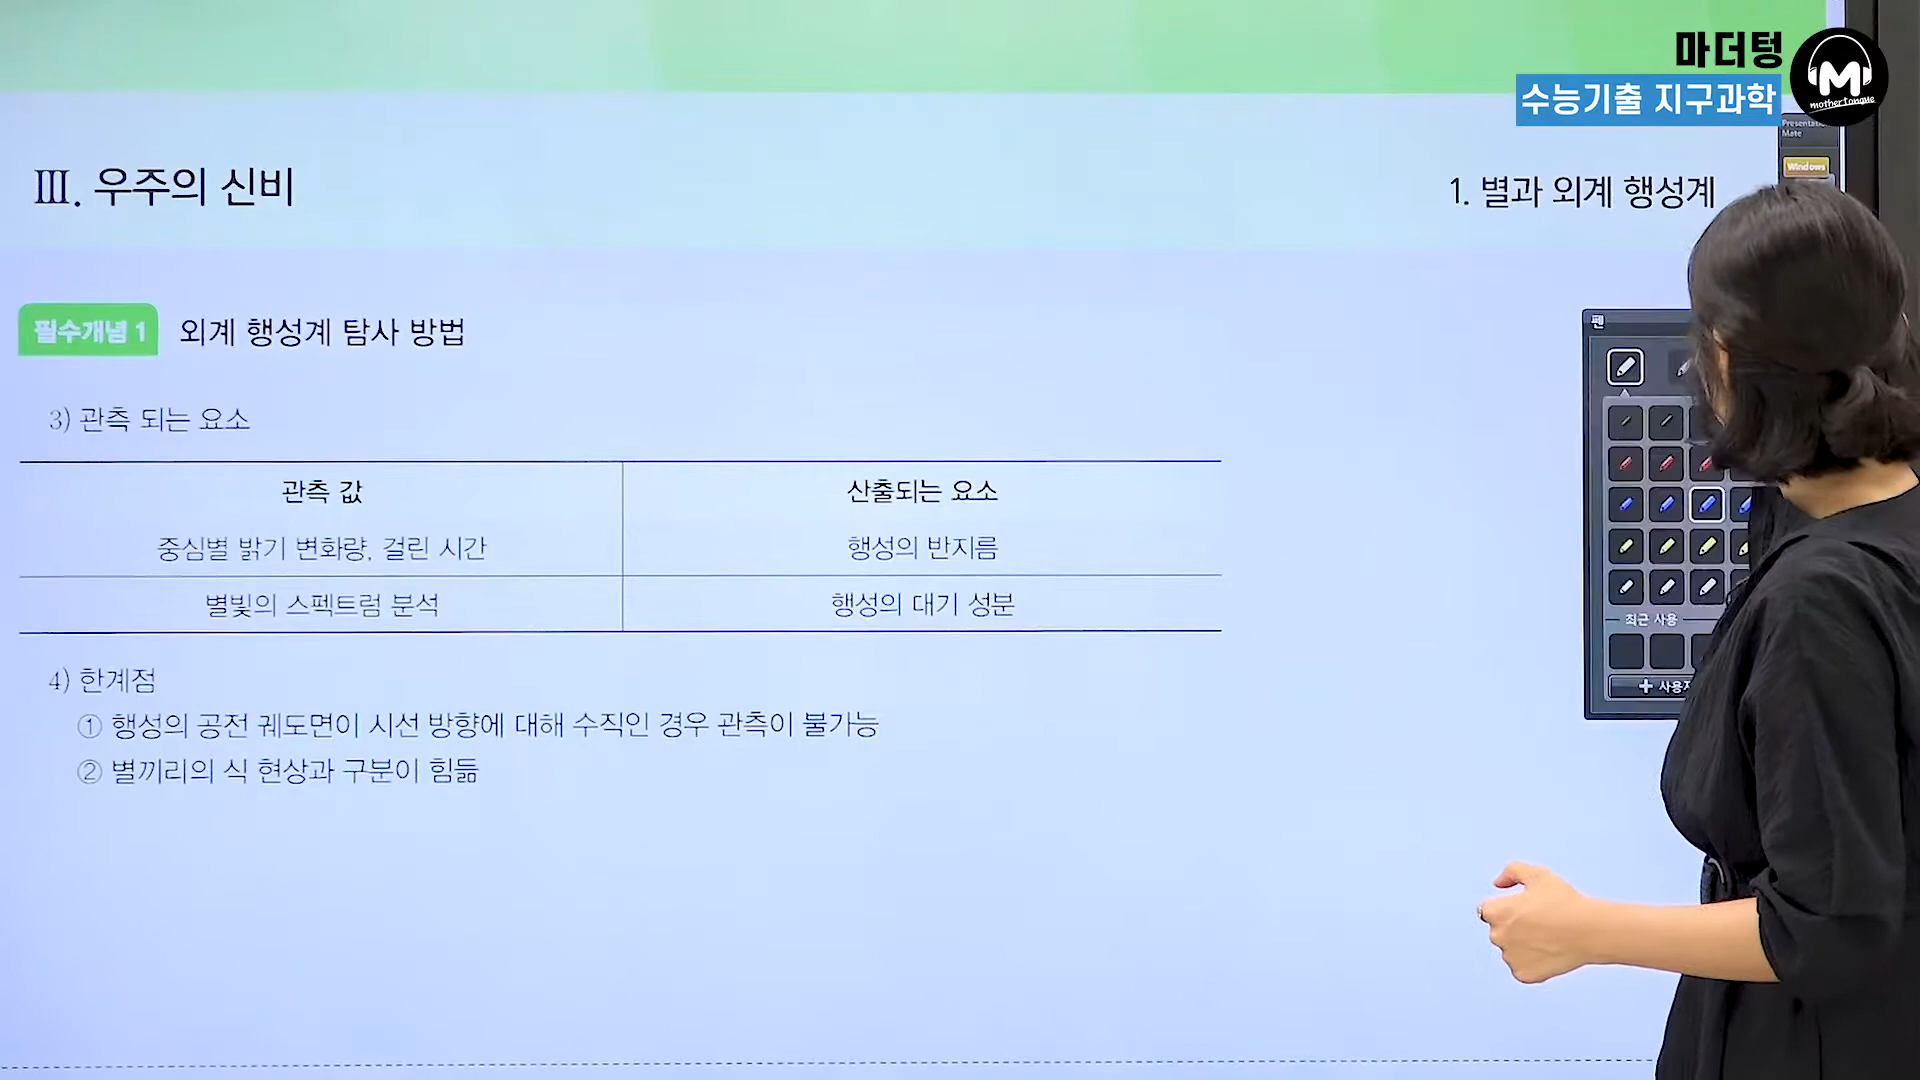 마더텅
수능기출 지구과학
mothertongue
Mate
Windows
Ⅲ. 우주의 신비
1. 별과 외계 행성계
필수개념 1
외계 행성계 탐사 방법
펜
3) 관측 되는 요소
관측 값
산출되는 요소
중심별 밝기 변화량, 걸린 시간
행성의 반지름
별빛의 스펙트럼 분석
행성의 대기 성분
최근 사용
4) 한계점
① 행성의 공전 궤도면이 시선 방향에 대해 수직인 경우 관측이 불가능
② 별끼리의 식 현상과 구분이 힘듦